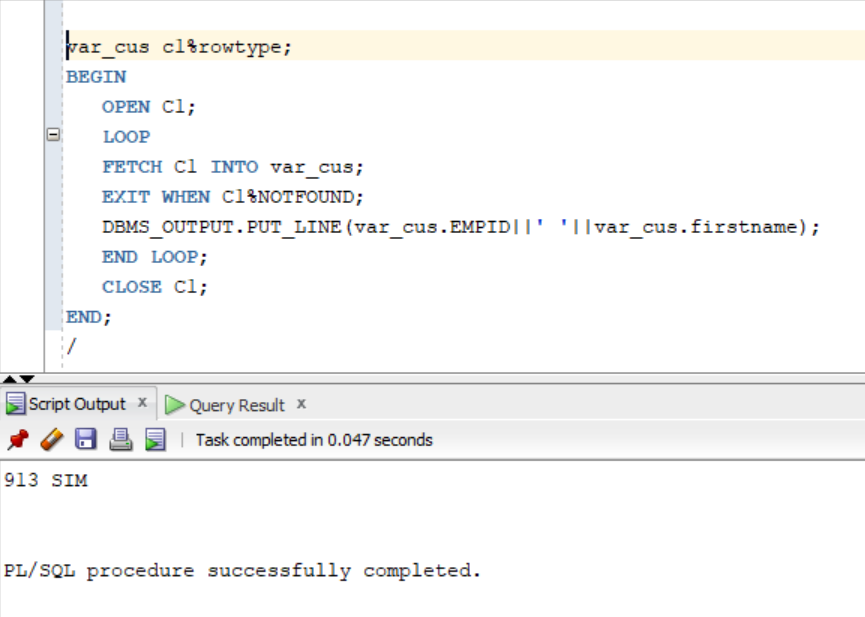 var_cus c1%rowtype;
BEGIN
OPEN C1;
LOOP
FETCH C1 INTO var_cus;
EXIT WHEN C1%NOTFOUND;
DBMS_OUTPUT.PUT_LINE(var_cus.EMPID||' '||var_cus.firstname);
END LOOP;
CLOSE C1;
END;
/
Script Output x Query Result x
Task completed in 0.047 seconds
913 SIM
PL/SQL procedure successfully completed.